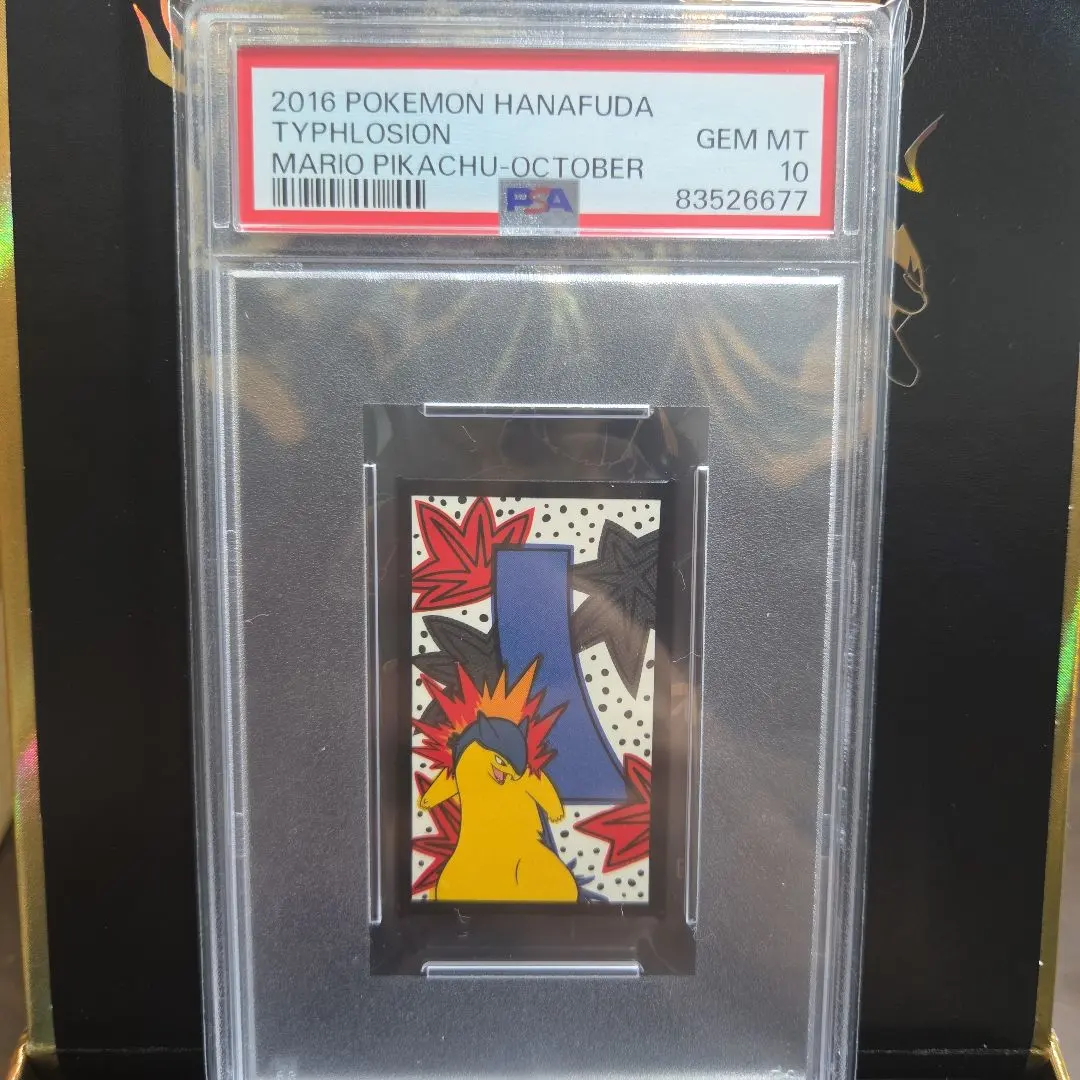 2016 POKEMON HANAFUDA
TYPHLOSION
GEM MT
MARIO PIKACHU-OCTOBER
10
PSA
83526677